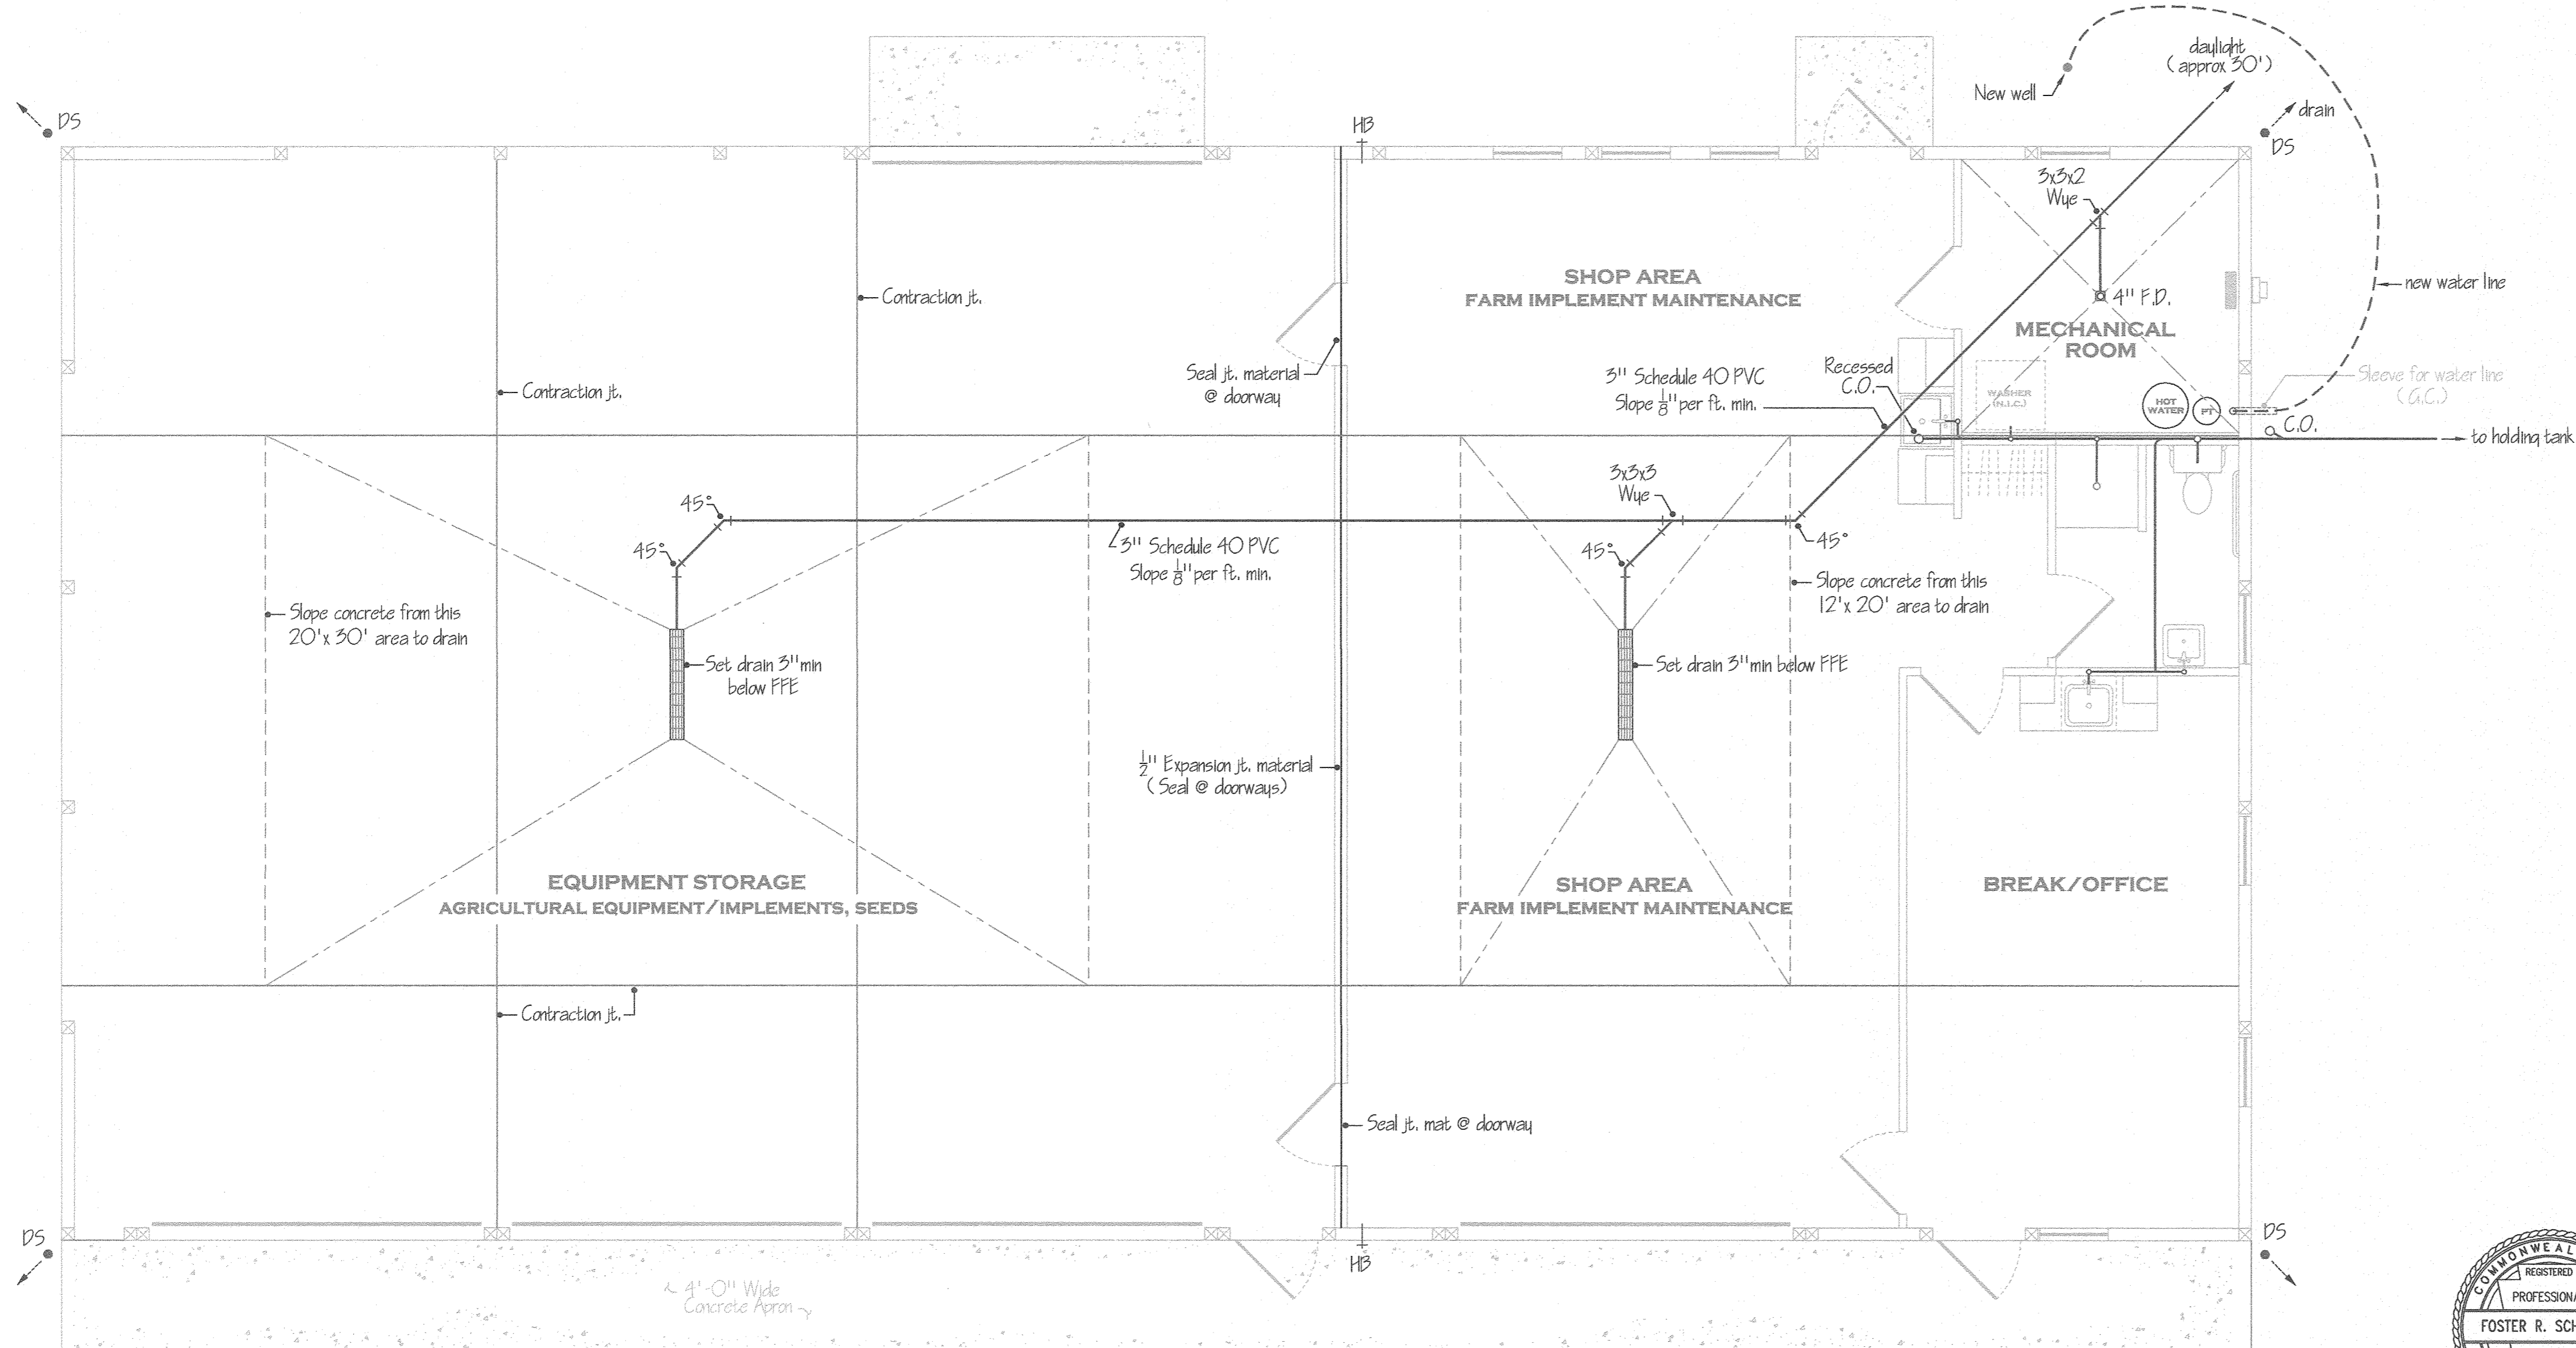 daylight
( approx 30' )
New well
DS
drain
DS
HB
3x3x2
Wye
Contraction jt.
SHOP AREA
FARM IMPLEMENT MAINTENANCE
new water line
4" F.D.
MECHANICAL
ROOM
Seal jt. material
@ doorway
Contraction jt.
3" Schedule 40 PVC
Slope 1/8" per ft. min.
Recessed
C.O.
WASHER
(N.I.C.)
HOT
WATER
PT
Sleeve for water line
( G.C.)
C.O.
to holding tank
45°
45°
3" Schedule 40 PVC
Slope 1/8" per ft. min.
3x3x3
Wye
45°
45°
Slope concrete from this
20' x 30' area to drain
Slope concrete from this
12' x 20' area to drain
Set drain 3" min
below FFE
Set drain 3" min below FFE
1/2" Expansion jt. material
( Seal @ doorways)
EQUIPMENT STORAGE
AGRICULTURAL EQUIPMENT/IMPLEMENTS, SEEDS
SHOP AREA
FARM IMPLEMENT MAINTENANCE
BREAK/OFFICE
Contraction jt.
Seal jt. mat @ doorway
DS
HB
DS
4'-0" Wide
Concrete Apron
COMMONWEAL
REGISTERED
PROFESSIONA
FOSTER R. SCH